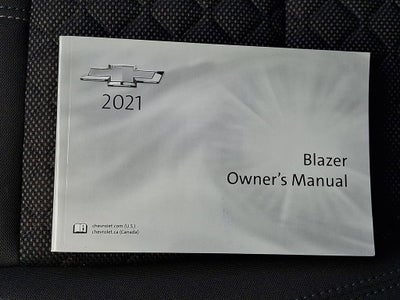 2021
Blazer
Owner's Manual
chevrolet.com (U.S.)
chevrolet.ca (Canada)